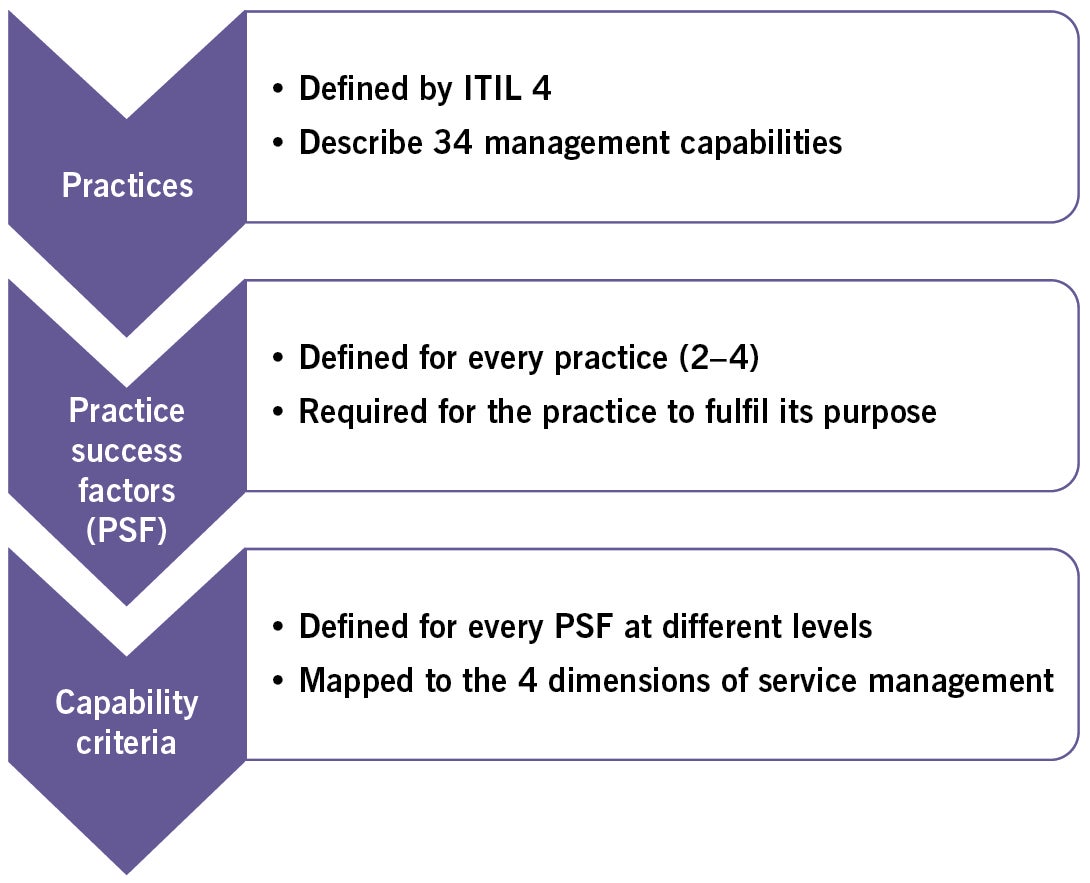 Practices
• Defined by ITIL 4
• Describe 34 management capabilities
Practice
success
factors
(PSF)
• Defined for every practice (2–4)
• Required for the practice to fulfil its purpose
Capability
criteria
• Defined for every PSF at different levels
• Mapped to the 4 dimensions of service management